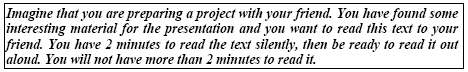 Imagine that you are preparing a project with your friend. You have found some
interesting material for the presentation and you want to read this text to your
friend. You have 2 minutes to read the text silently, then be ready to read it out
aloud. You will not have more than 2 minutes to read it.